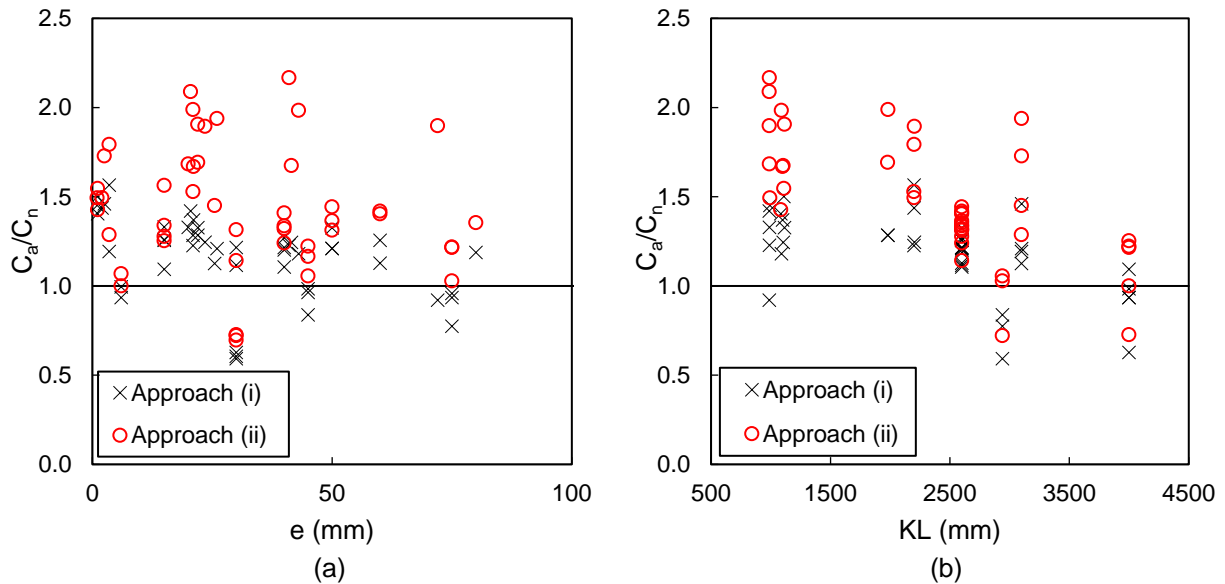 2.5
2.0
1.5
1.0
0.5
0.0
Cₐ/Cₙ
Approach (i)
Approach (ii)
0 50 100
e (mm)
(a)
2.5
2.0
1.5
1.0
0.5
0.0
Cₐ/Cₙ
Approach (i)
Approach (ii)
500 1500 2500 3500 4500
KL (mm)
(b)